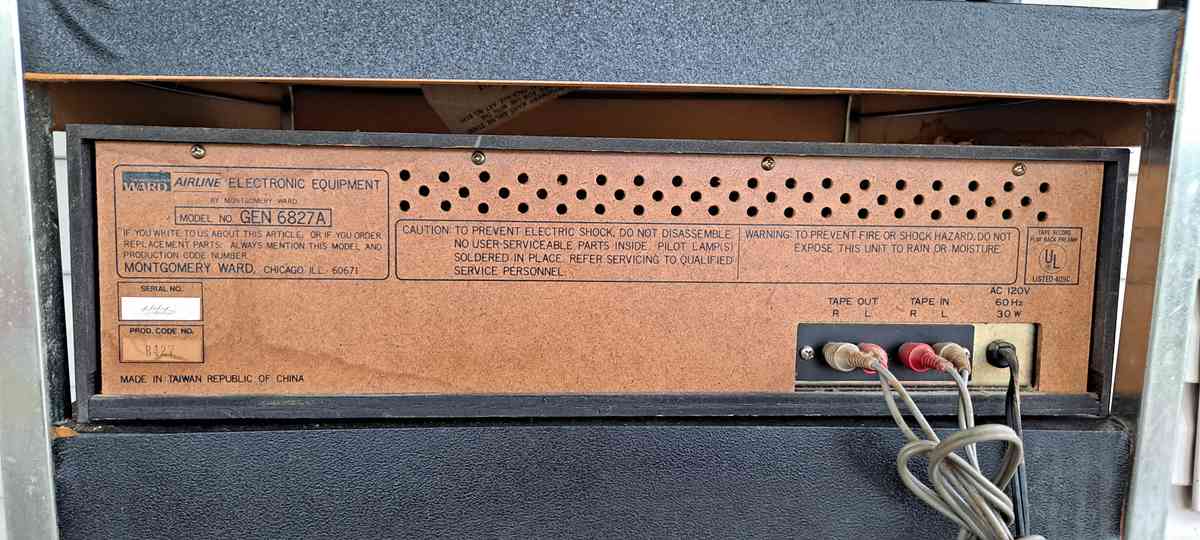 WARD AIRLINE ELECTRONIC EQUIPMENT
BY MONTGOMERY WARD
MODEL NO. GEN 6827A
IF YOU WRITE TO US ABOUT THIS ARTICLE, OR IF YOU ORDER
REPLACEMENT PARTS, ALWAYS MENTION THIS MODEL AND
PRODUCTION CODE NUMBER.
MONTGOMERY WARD, CHICAGO, ILL. 60671
CAUTION: TO PREVENT ELECTRIC SHOCK, DO NOT DISASSEMBLE
NO USER-SERVICEABLE PARTS INSIDE. PILOT LAMP(S)
SOLDERED IN PLACE. REFER SERVICING TO QUALIFIED
SERVICE PERSONNEL.
WARNING: TO PREVENT FIRE OR SHOCK HAZARD, DO NOT
EXPOSE THIS UNIT TO RAIN OR MOISTURE.
TAPE RECORD
PLAY BACK PREAMP
UL
LISTED 409C
SERIAL NO.
PROD. CODE NO.
B427
MADE IN TAIWAN REPUBLIC OF CHINA
TAPE OUT
R L
TAPE IN
R L
AC 120V
60Hz
30W